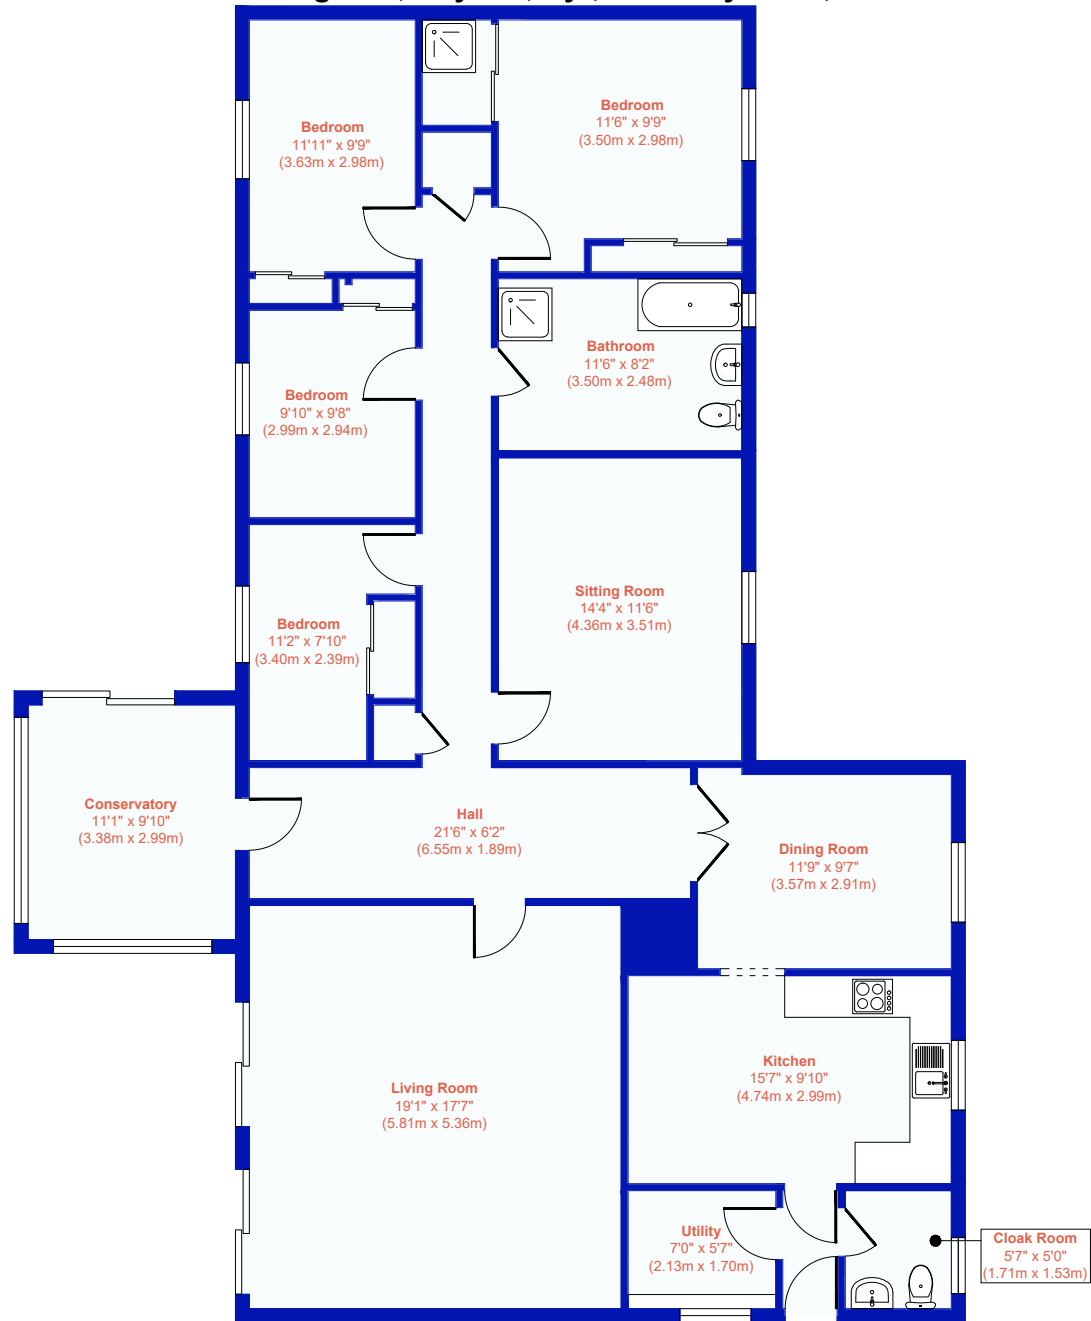 Bedroom
11'11" x 9'9"
(3.63m x 2.98m)
Bedroom
11'6" x 9'9"
(3.50m x 2.98m)
Bathroom
11'6" x 8'2"
(3.50m x 2.48m)
Bedroom
9'10" x 9'8"
(2.99m x 2.94m)
Sitting Room
14'4" x 11'6"
(4.36m x 3.51m)
Bedroom
11'2" x 7'10"
(3.40m x 2.39m)
Conservatory
11'1" x 9'10"
(3.38m x 2.99m)
Hall
21'6" x 6'2"
(6.55m x 1.89m)
Dining Room
11'9" x 9'7"
(3.57m x 2.91m)
Kitchen
15'7" x 9'10"
(4.74m x 2.99m)
Living Room
19'1" x 17'7"
(5.81m x 5.36m)
Utility
7'0" x 5'7"
(2.13m x 1.70m)
Cloak Room
5'7" x 5'0"
(1.71m x 1.53m)